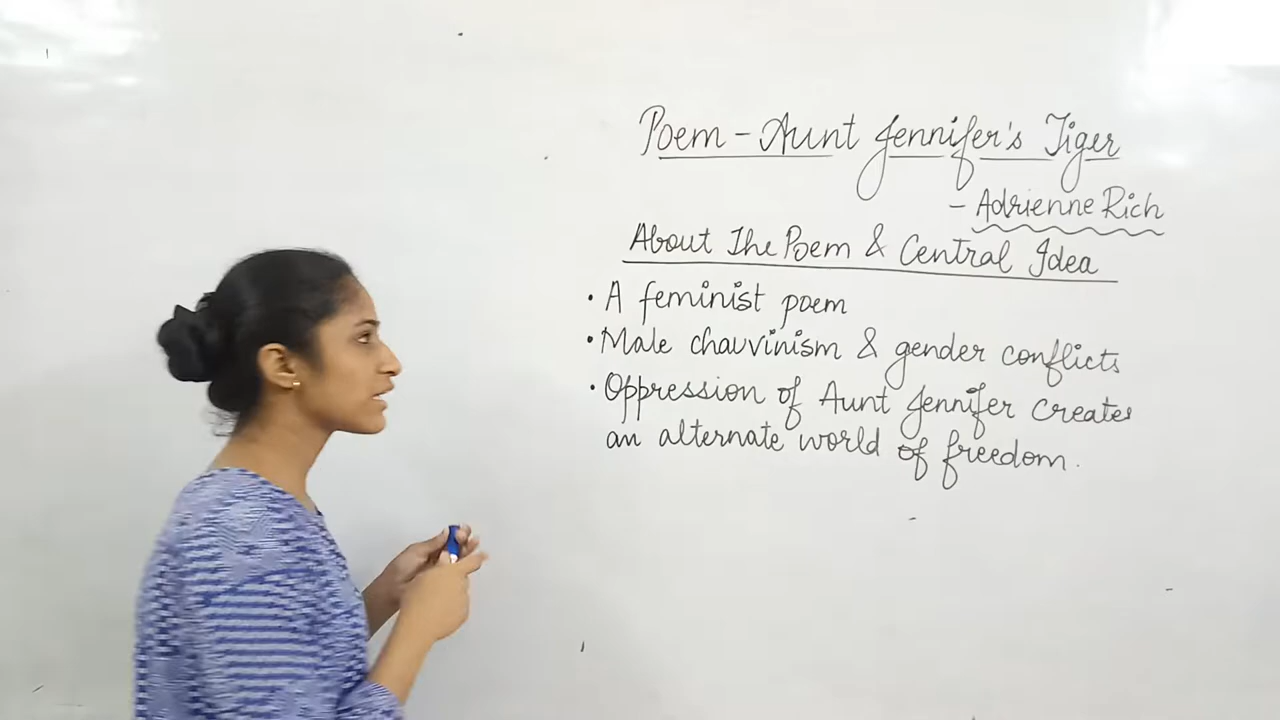 Poem - Aunt Jennifer's Tiger
- Adrienne Rich
About The Poem & Central Idea
• A feminist poem
• Male chauvinism & gender conflicts
• Oppression of Aunt Jennifer creates
an alternate world of freedom.